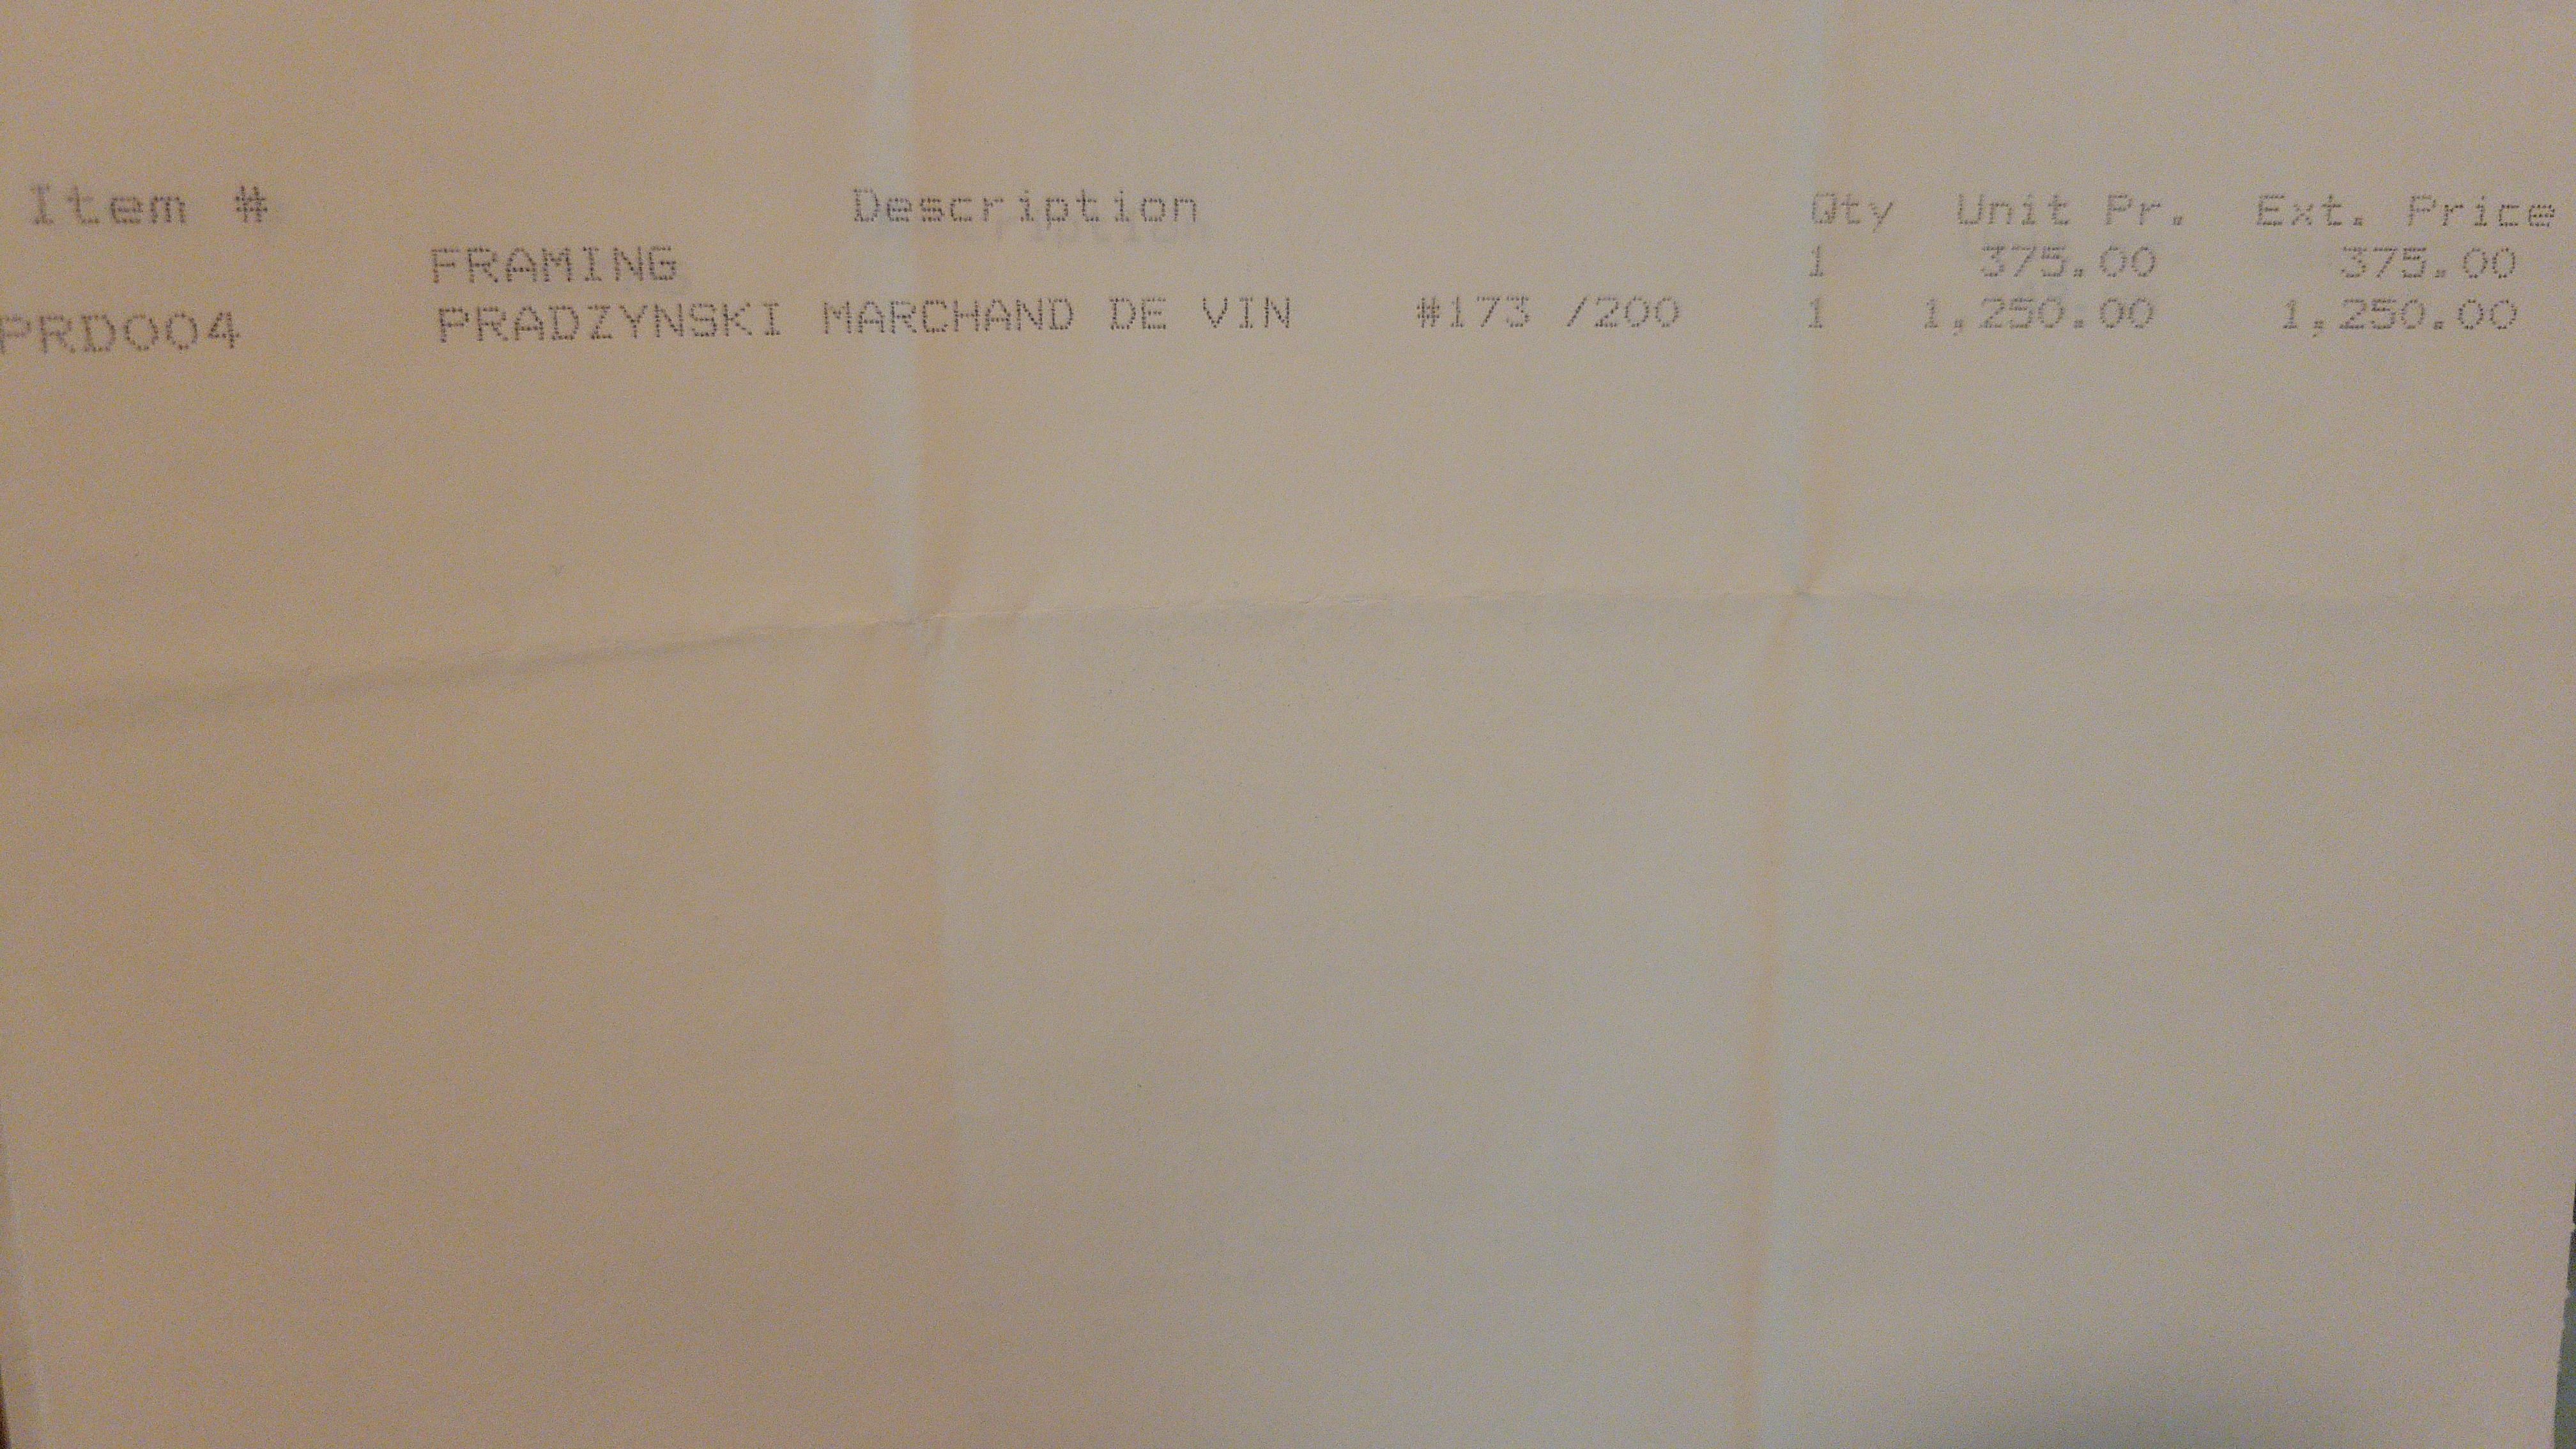 Item # Description Qty Unit Pr. Ext. Price
FRAMING 1 375.00 375.00
PRD004 PRADZYNSKI MARCHAND DE VIN #173 /200 1 1,250.00 1,250.00